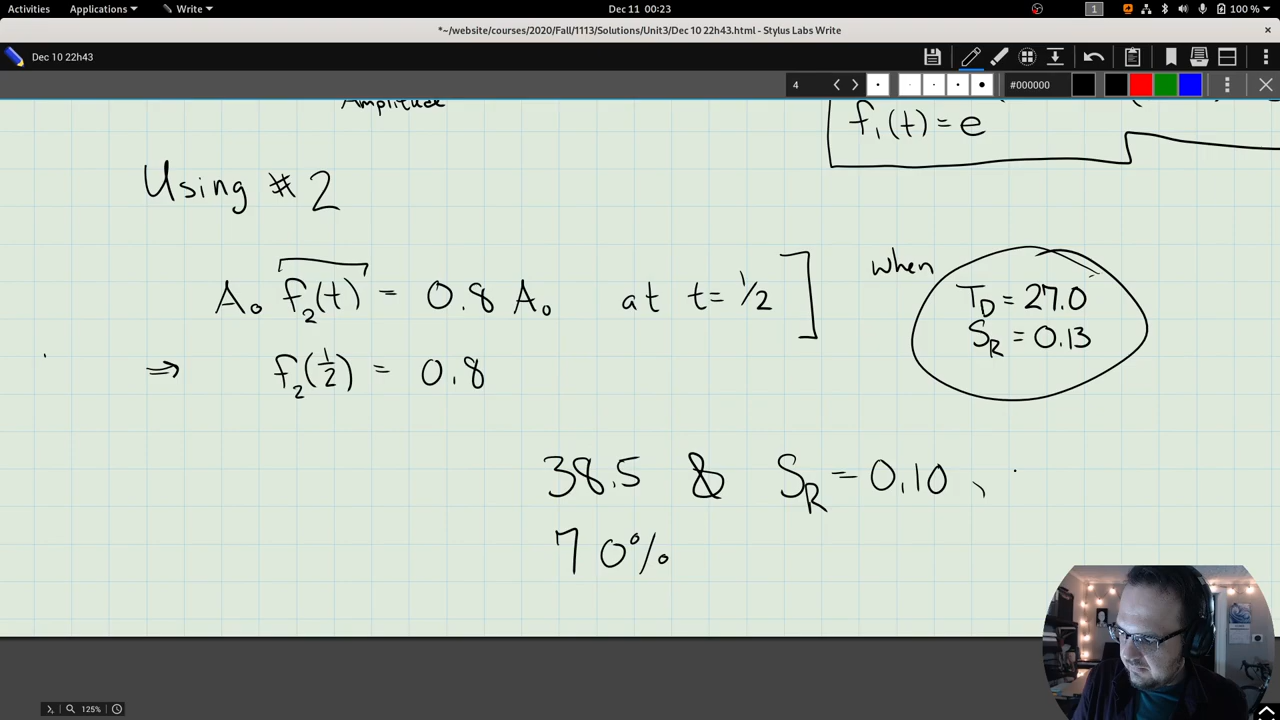 Activities Applications Write Dec 11 00:23 1 100 %
*~/website/courses/2020/Fall/1113/Solutions/Unit3/Dec 10 22h43.html - Stylus Labs Write
Dec 10 22h43
4 #000000
Amplitude
f₁(t) = e
Using # 2
A₀ f₂(t) = 0.8 A₀ at t= 1/2 ]
when
T_D = 27.0
S_R = 0.13
⇒ f₂(1/2) = 0.8
38.5 & S_R = 0.10 ,
70%
125%